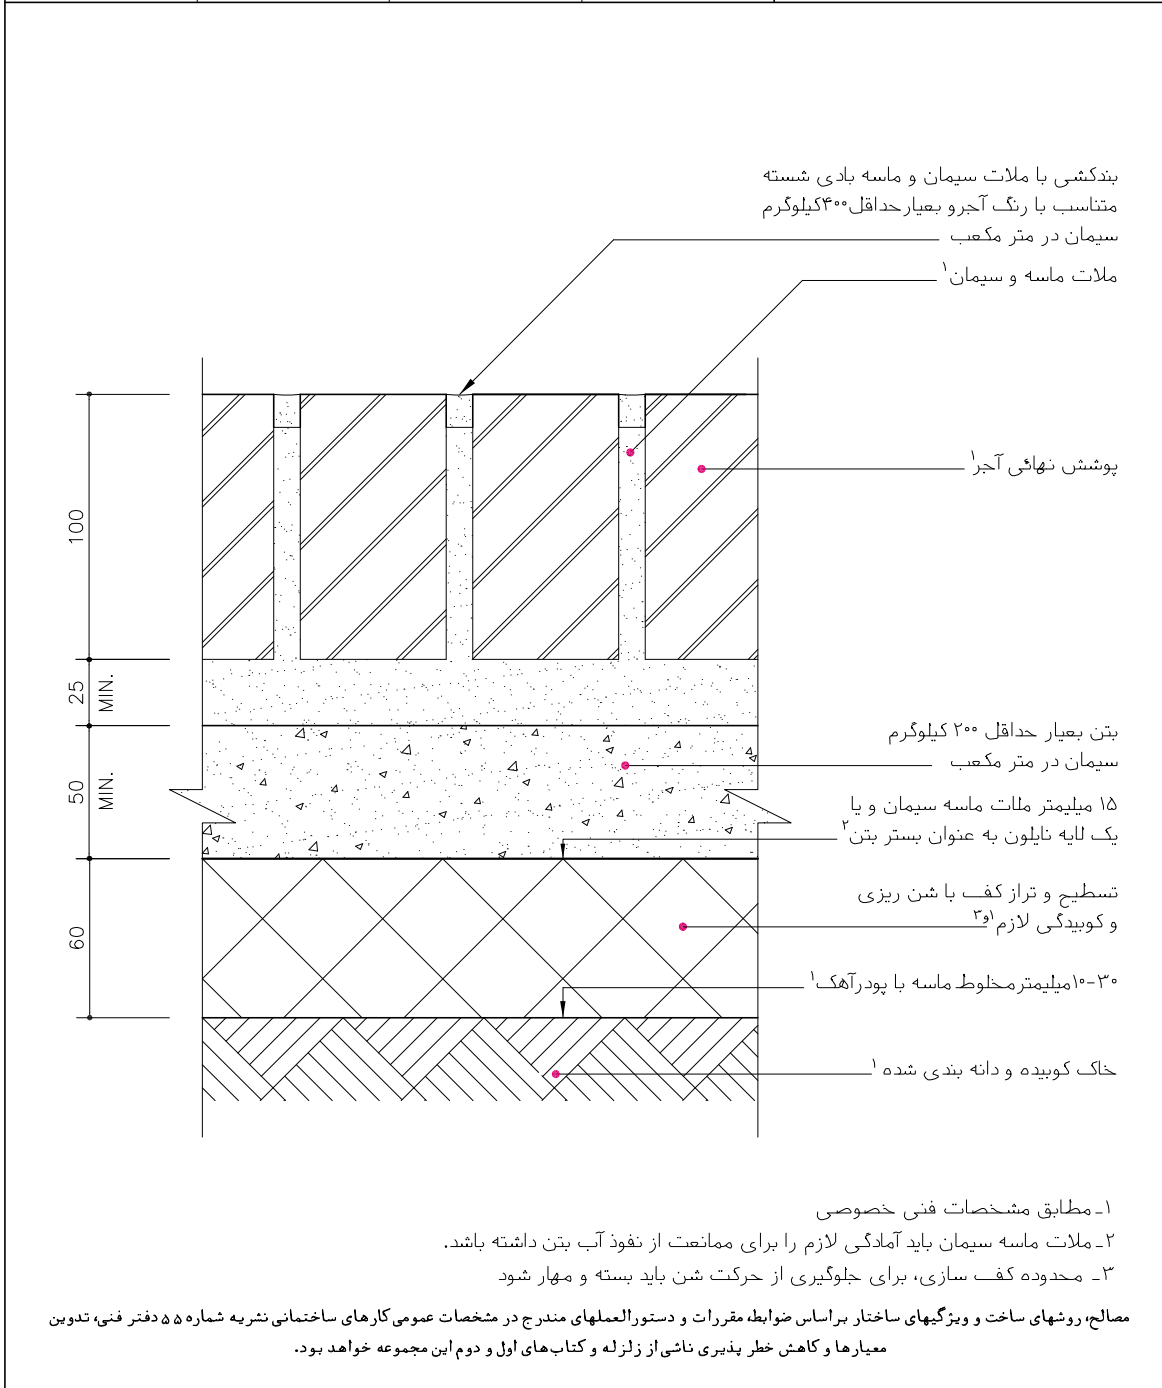 بندکشی با ملات سیمان و ماسه بادی شسته
متناسب با رنگ آجرو بعیارحداقل۴۰۰کیلوگرم
سیمان در متر مکعب
ملات ماسه و سیمان۱
پوشش نهائی آجر۱
100
25
MIN.
50
MIN.
60
بتن بعیار حداقل ۲۰۰ کیلوگرم
سیمان در متر مکعب
۱۵ میلیمتر ملات ماسه سیمان و یا
یک لایه نایلون به عنوان بستر بتن۲
تسطیح و تراز کف با شن ریزی
و کوبیدگی لازم۱و۳
۱۰-۳۰میلیمترمخلوط ماسه با پودرآهک۱
خاک کوبیده و دانه بندی شده ۱
۱ـ مطابق مشخصات فنی خصوصی
۲ـ ملات ماسه سیمان باید آمادگی لازم را برای ممانعت از نفوذ آب بتن داشته باشد.
۳ـ محدوده کف سازی، برای جلوگیری از حرکت شن باید بسته و مهار شود
مصالح، روشهای ساخت و ویژگیهای ساختار براساس ضوابط، مقررات و دستورالعملهای مندرج در مشخصات عمومی کارهای ساختمانی نشریه شماره ۵۵ دفتر فنی، تدوین
معیارها و کاهش خطر پذیری ناشی از زلزله و کتاب‌های اول و دوم این مجموعه خواهد بود.